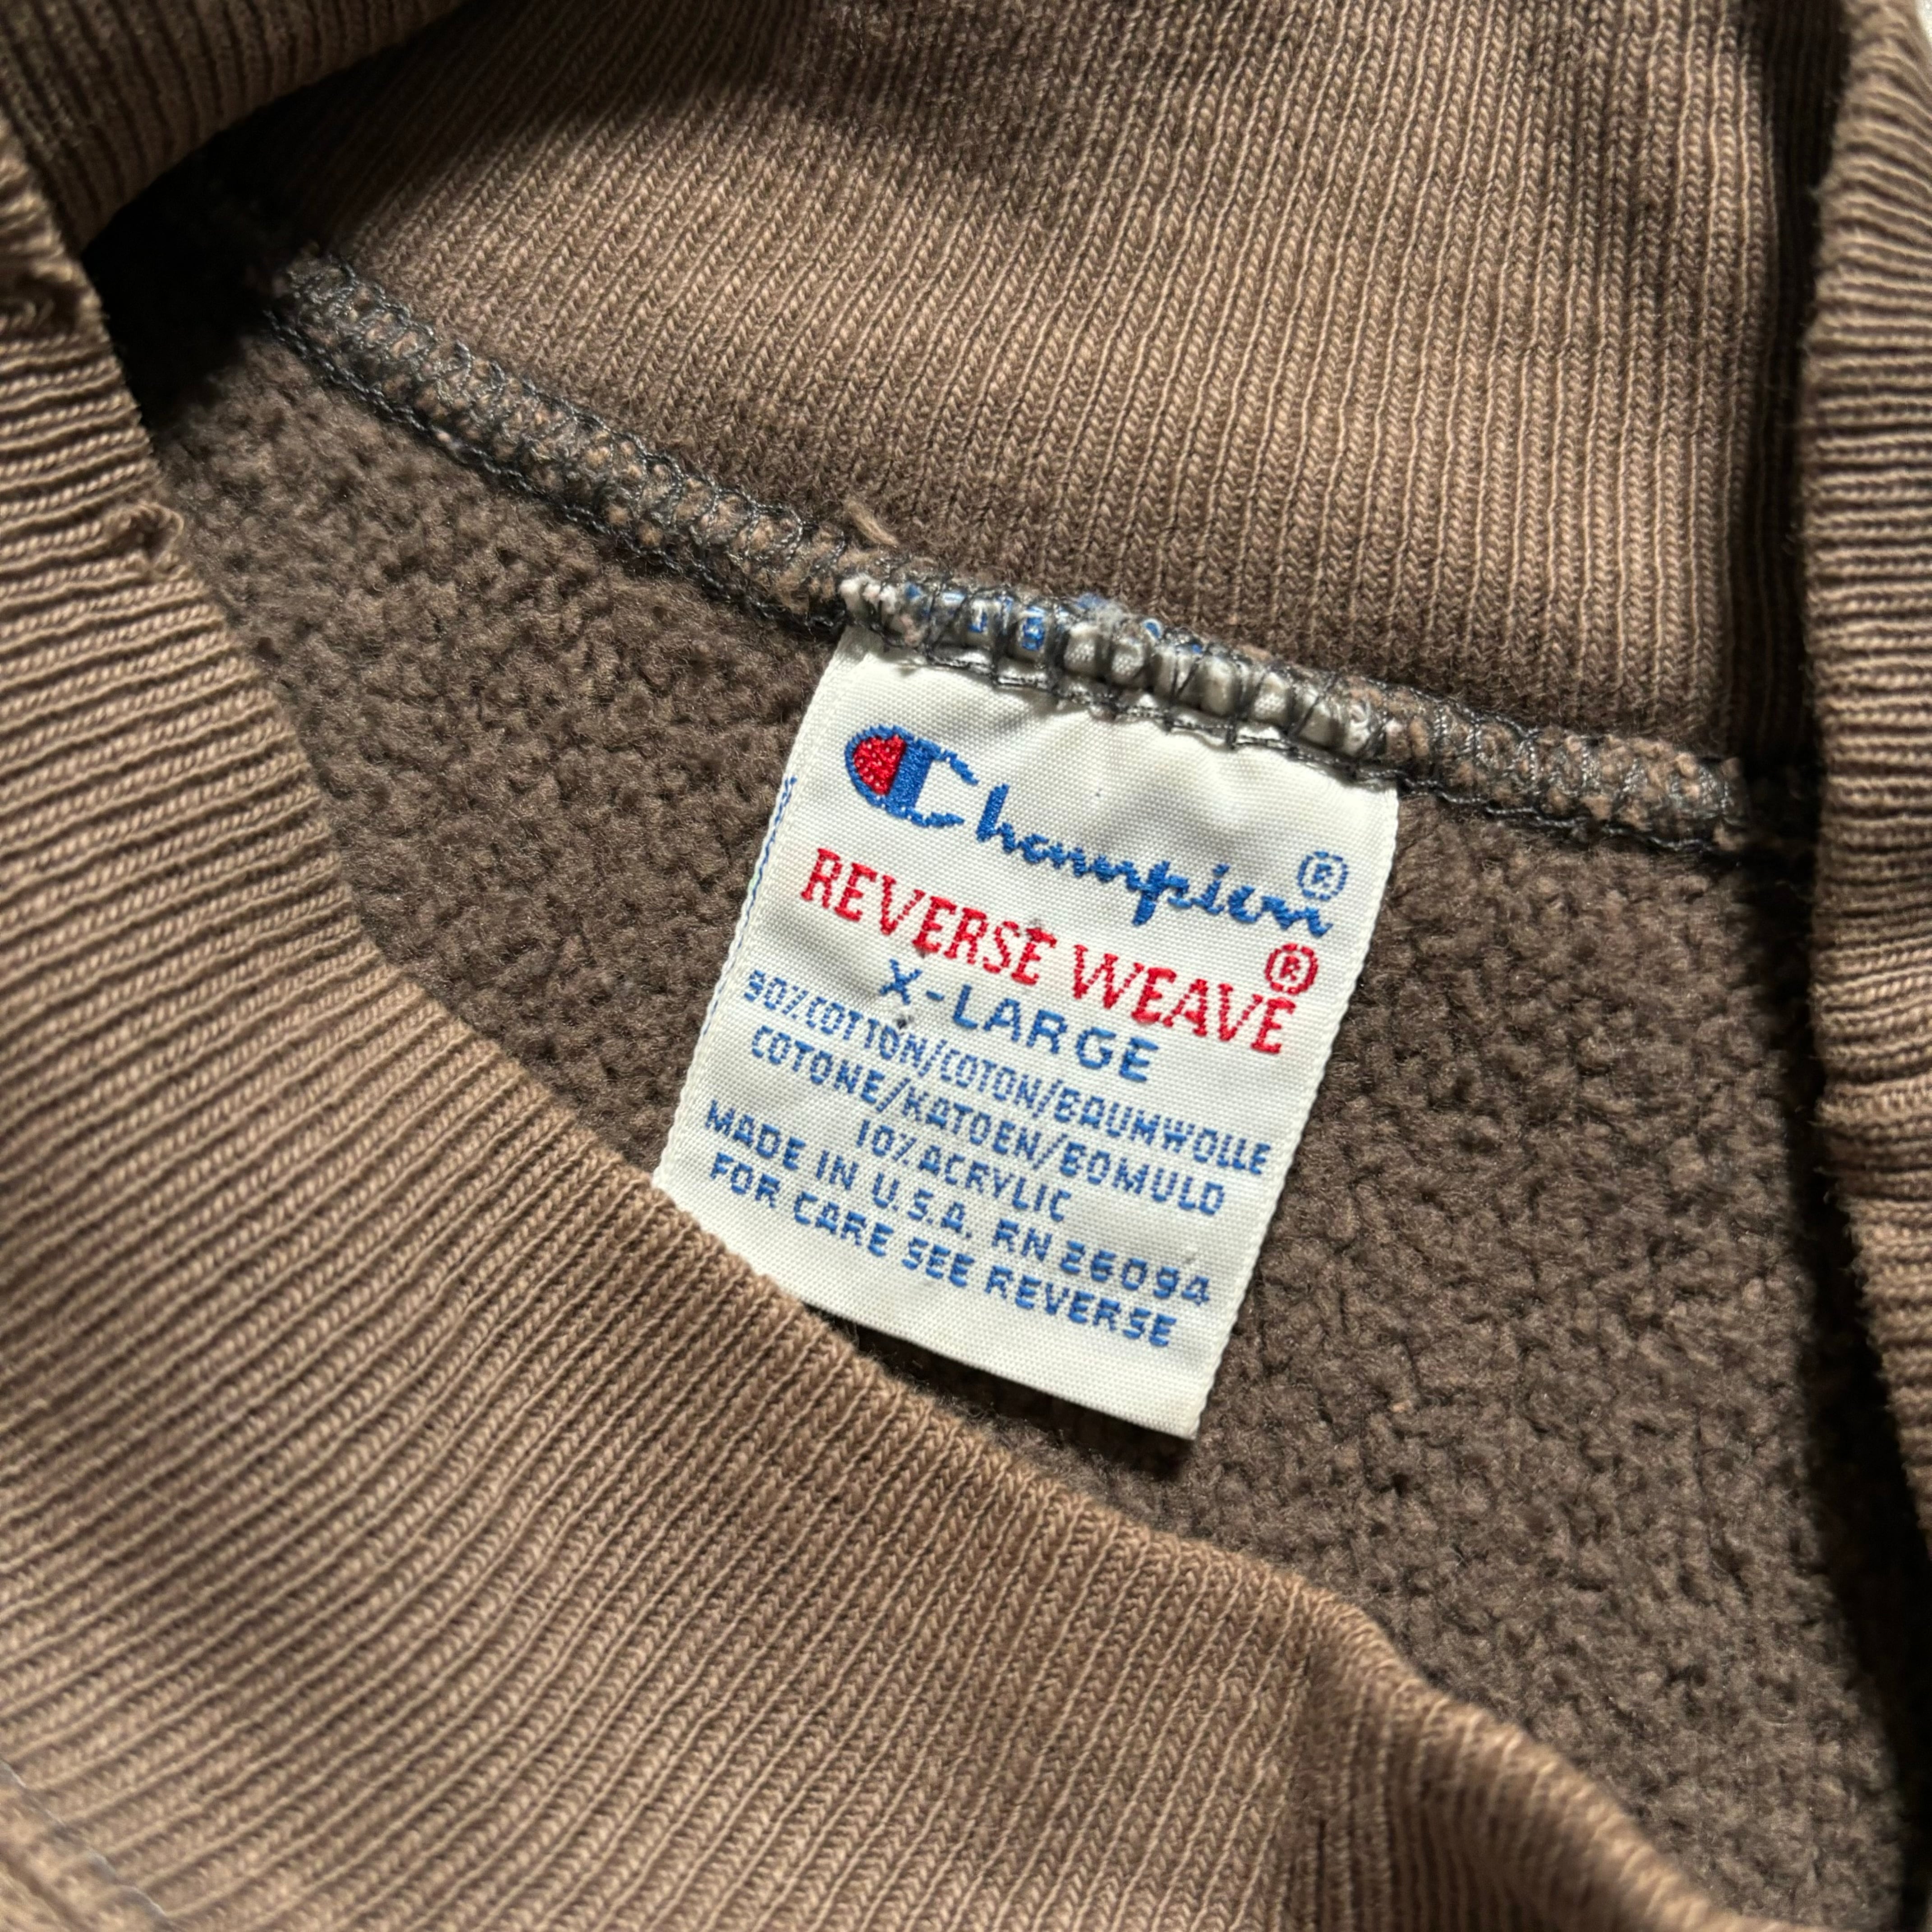 Champion®
REVERSE WEAVE®
X-LARGE
90% COTTON/COTON/BAUMWOLLE
COTONE/KATOEN/BOMULD
10% ACRYLIC
MADE IN U.S.A. RN 26094
FOR CARE SEE REVERSE